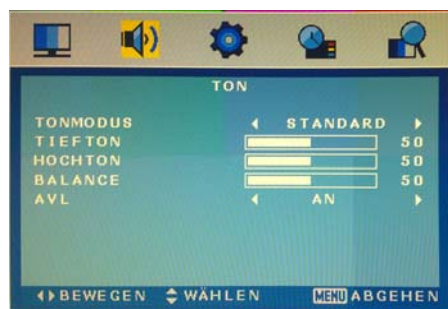 TON
TONMODUS STANDARD
TIEFTON 50
HOCHTON 50
BALANCE 50
AVL AN
BEWEGEN WÄHLEN MENU ABGEHEN